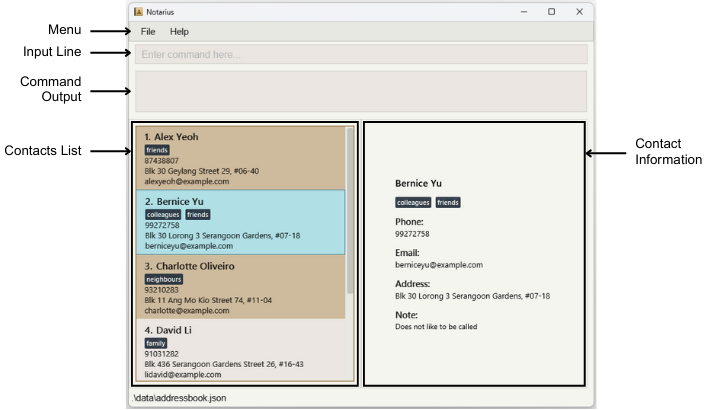 Notarius
Menu
File Help
Input Line
Enter command here...
Command
Output
Contacts List
1. Alex Yeoh
friends
87438807
Blk 30 Geylang Street 29, #06-40
alexyeoh@example.com
2. Bernice Yu
colleagues friends
99272758
Blk 30 Lorong 3 Serangoon Gardens, #07-18
berniceyu@example.com
3. Charlotte Oliveiro
neighbours
93210283
Blk 11 Ang Mo Kio Street 74, #11-04
charlotte@example.com
4. David Li
family
91031282
Blk 436 Serangoon Gardens Street 26, #16-43
lidavid@example.com
Contact
Information
Bernice Yu
colleagues friends
Phone:
99272758
Email:
berniceyu@example.com
Address:
Blk 30 Lorong 3 Serangoon Gardens, #07-18
Note:
Does not like to be called
.\data\addressbook.json